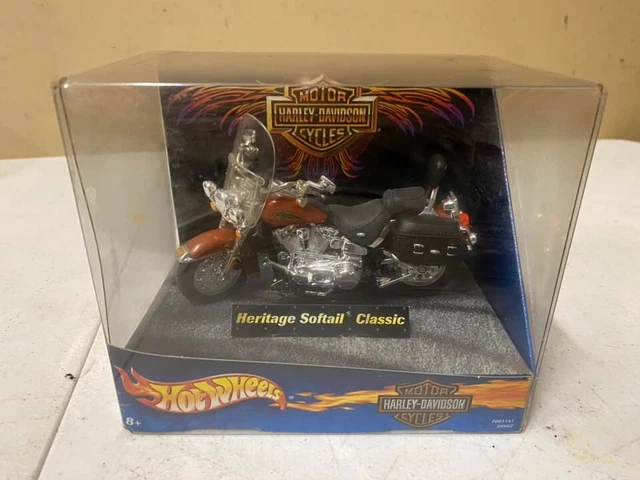 MOTOR
HARLEY-DAVIDSON
CYCLES
Heritage Softail® Classic
Hot Wheels
MOTOR
HARLEY-DAVIDSON
CYCLES
8+